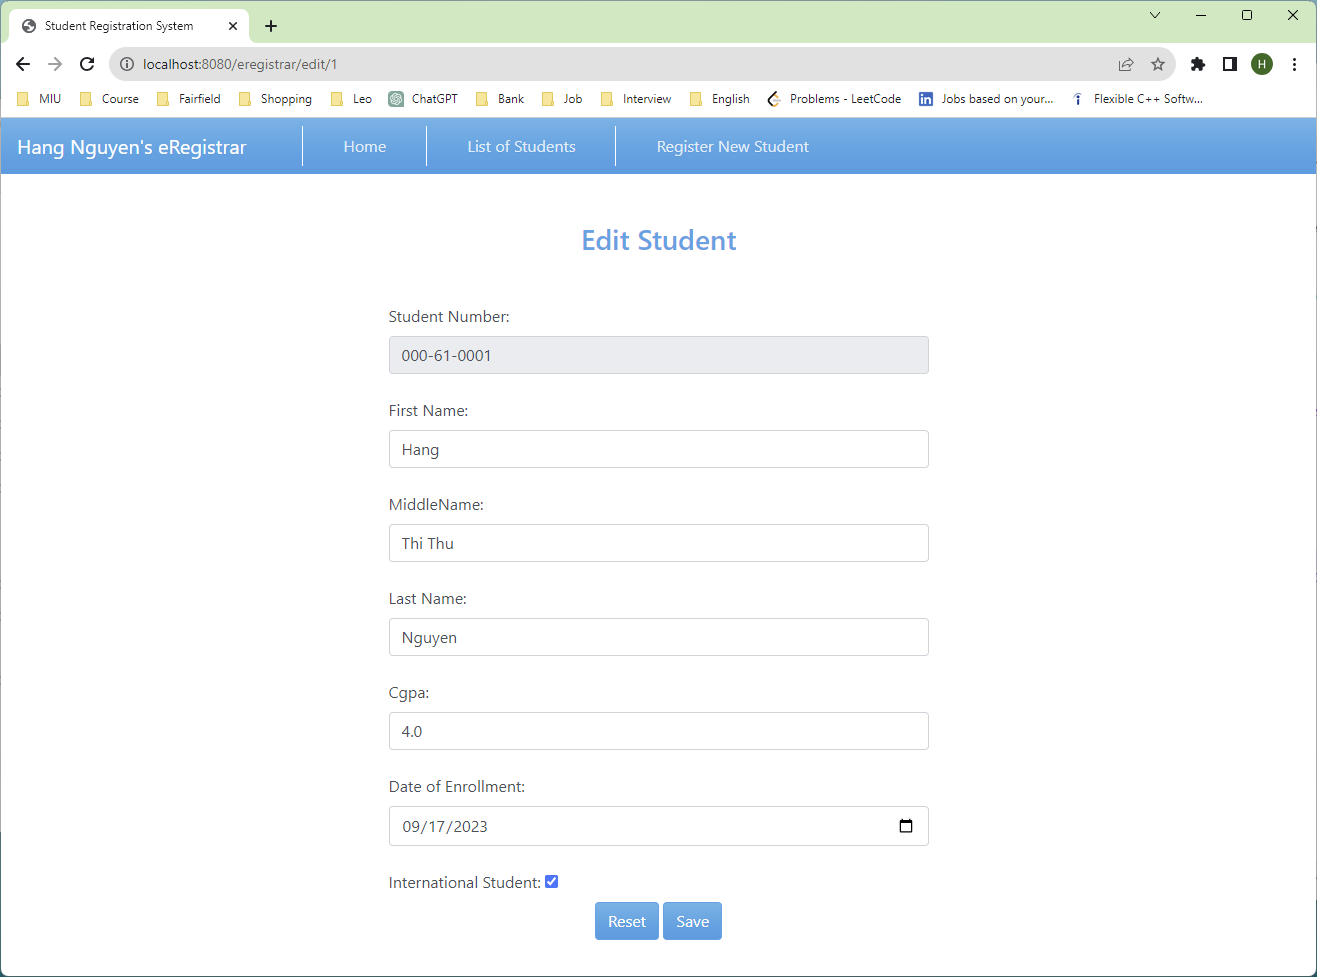 Student Registration System
localhost:8080/eregistrar/edit/1
H
MIU Course Fairfield Shopping Leo ChatGPT Bank Job Interview English Problems - LeetCode Jobs based on your... Flexible C++ Softw...
Hang Nguyen's eRegistrar Home List of Students Register New Student
Edit Student
Student Number:
000-61-0001
First Name:
Hang
MiddleName:
Thi Thu
Last Name:
Nguyen
Cgpa:
4.0
Date of Enrollment:
09/17/2023
International Student:
Reset Save